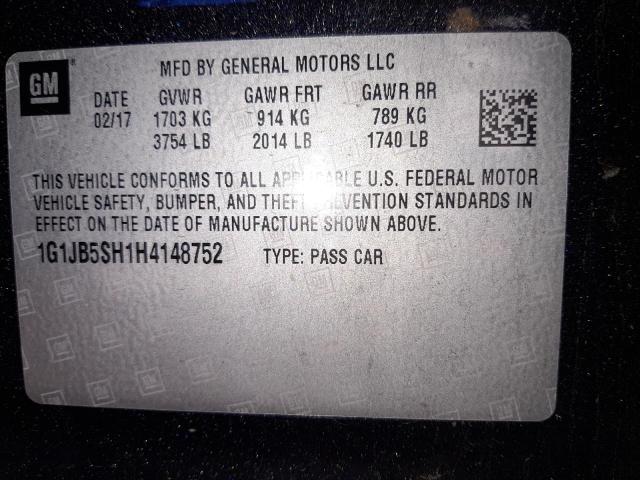 GM
MFD BY GENERAL MOTORS LLC
DATE GVWR GAWR FRT GAWR RR
02/17 1703 KG 914 KG 789 KG
3754 LB 2014 LB 1740 LB
THIS VEHICLE CONFORMS TO ALL APPLICABLE U.S. FEDERAL MOTOR
VEHICLE SAFETY, BUMPER, AND THEFT PREVENTION STANDARDS IN
EFFECT ON THE DATE OF MANUFACTURE SHOWN ABOVE.
1G1JB5SH1H4148752 TYPE: PASS CAR